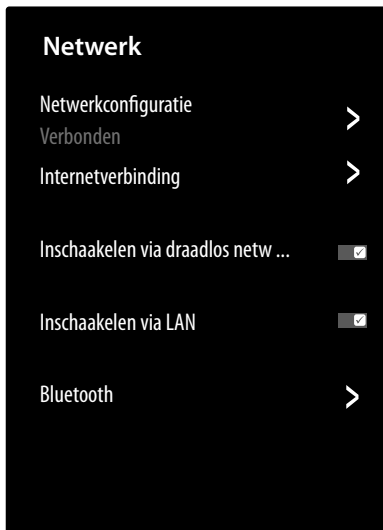 Netwerk
Netwerkconfiguratie
Verbonden
Internetverbinding
Inschaakelen via draadlos netw ...
Inschaakelen via LAN
Bluetooth